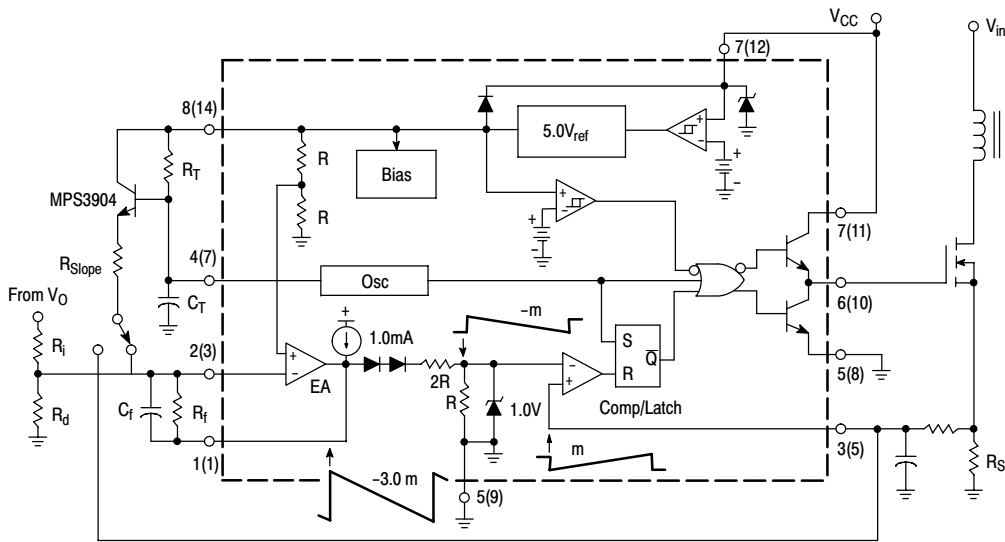 V_CC
V_in
7(12)
8(14)
R_T
R
5.0V_ref
+
−
Bias
+
−
MPS3904
R
+
−
+
−
7(11)
R_Slope
4(7)
Osc
6(10)
From V_O
C_T
+
1.0mA
−m
S
Q̅
R
5(8)
R_i
2(3)
+
−
EA
2R
R
1.0V
−
+
Comp/Latch
R_d
C_f
R_f
1(1)
m
3(5)
R_S
−3.0 m
5(9)